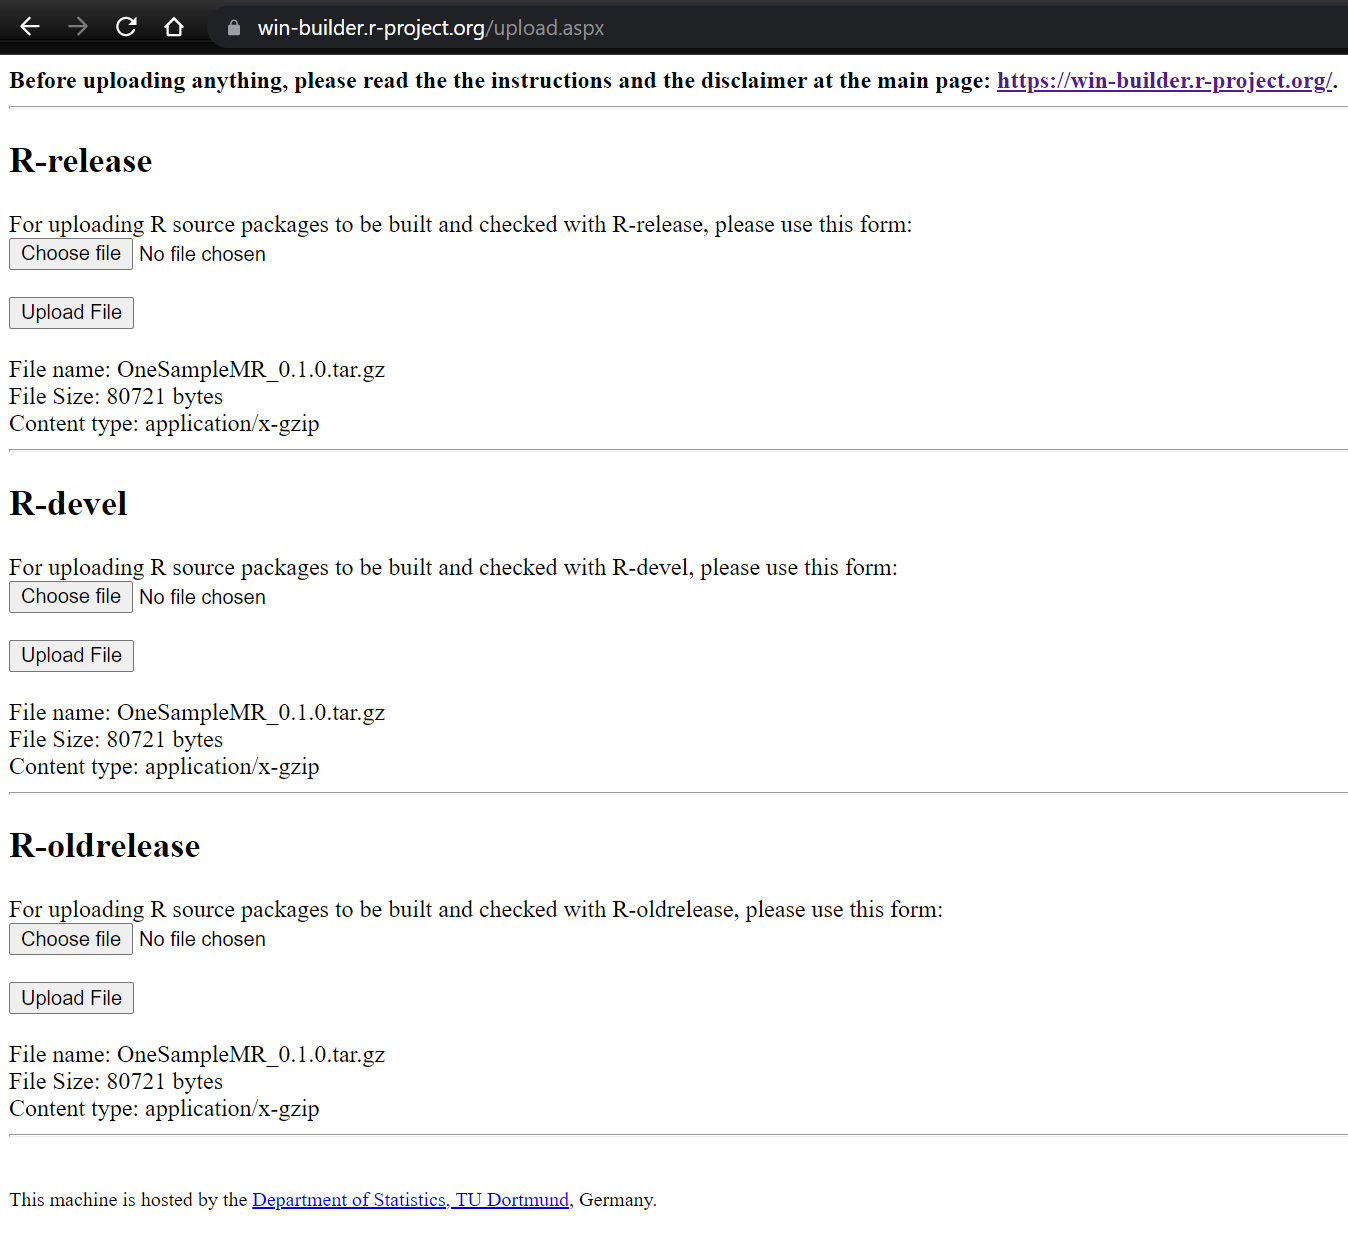 win-builder.r-project.org/upload.aspx
Before uploading anything, please read the the instructions and the disclaimer at the main page: https://win-builder.r-project.org/.
R-release
For uploading R source packages to be built and checked with R-release, please use this form:
Choose file No file chosen
Upload File
File name: OneSampleMR_0.1.0.tar.gz
File Size: 80721 bytes
Content type: application/x-gzip
R-devel
For uploading R source packages to be built and checked with R-devel, please use this form:
Choose file No file chosen
Upload File
File name: OneSampleMR_0.1.0.tar.gz
File Size: 80721 bytes
Content type: application/x-gzip
R-oldrelease
For uploading R source packages to be built and checked with R-oldrelease, please use this form:
Choose file No file chosen
Upload File
File name: OneSampleMR_0.1.0.tar.gz
File Size: 80721 bytes
Content type: application/x-gzip
This machine is hosted by the Department of Statistics, TU Dortmund, Germany.